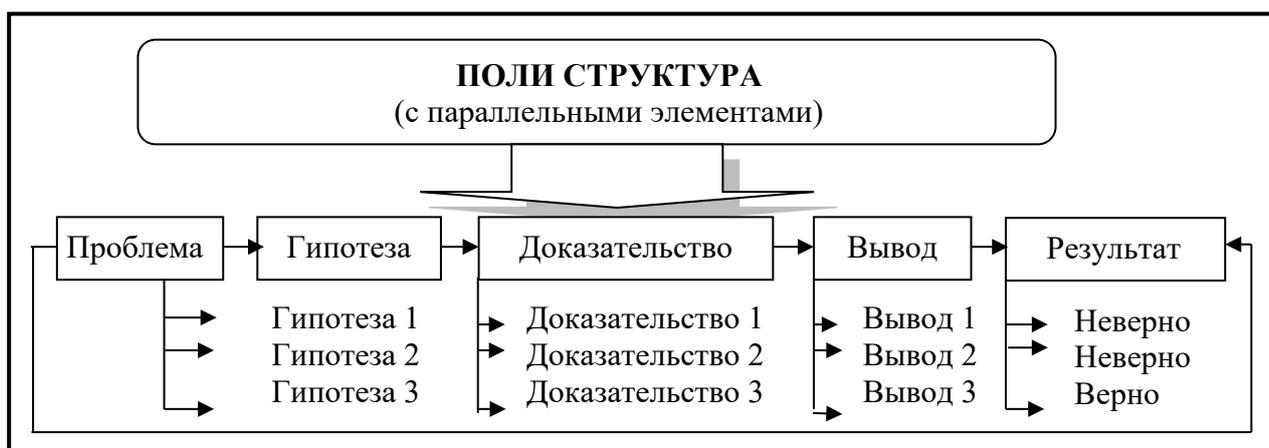 ПОЛИ СТРУКТУРА
(с параллельными элементами)
Проблема Гипотеза Доказательство Вывод Результат
Гипотеза 1 Доказательство 1 Вывод 1 Неверно
Гипотеза 2 Доказательство 2 Вывод 2 Неверно
Гипотеза 3 Доказательство 3 Вывод 3 Верно